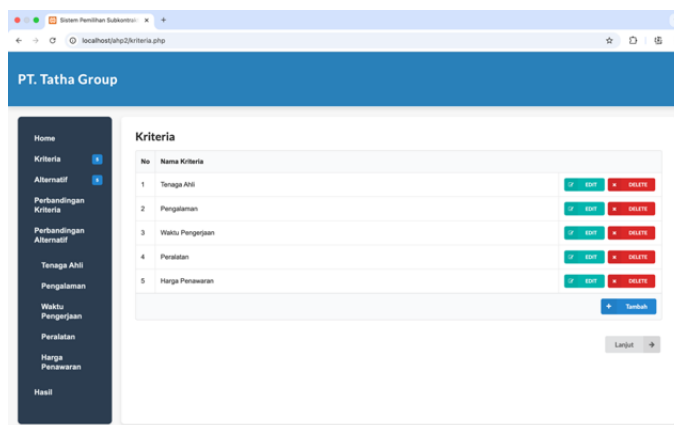 Sistem Pemilihan Subkontrak
localhost/ahp2/kriteria.php
PT. Tatha Group
Home
Kriteria
Alternatif
Perbandingan
Kriteria
Perbandingan
Alternatif
Tenaga Ahli
Pengalaman
Waktu
Pengerjaan
Peralatan
Harga
Penawaran
Hasil
Kriteria
No Nama Kriteria
1 Tenaga Ahli EDIT DELETE
2 Pengalaman EDIT DELETE
3 Waktu Pengerjaan EDIT DELETE
4 Peralatan EDIT DELETE
5 Harga Penawaran EDIT DELETE
Tambah
Lanjut